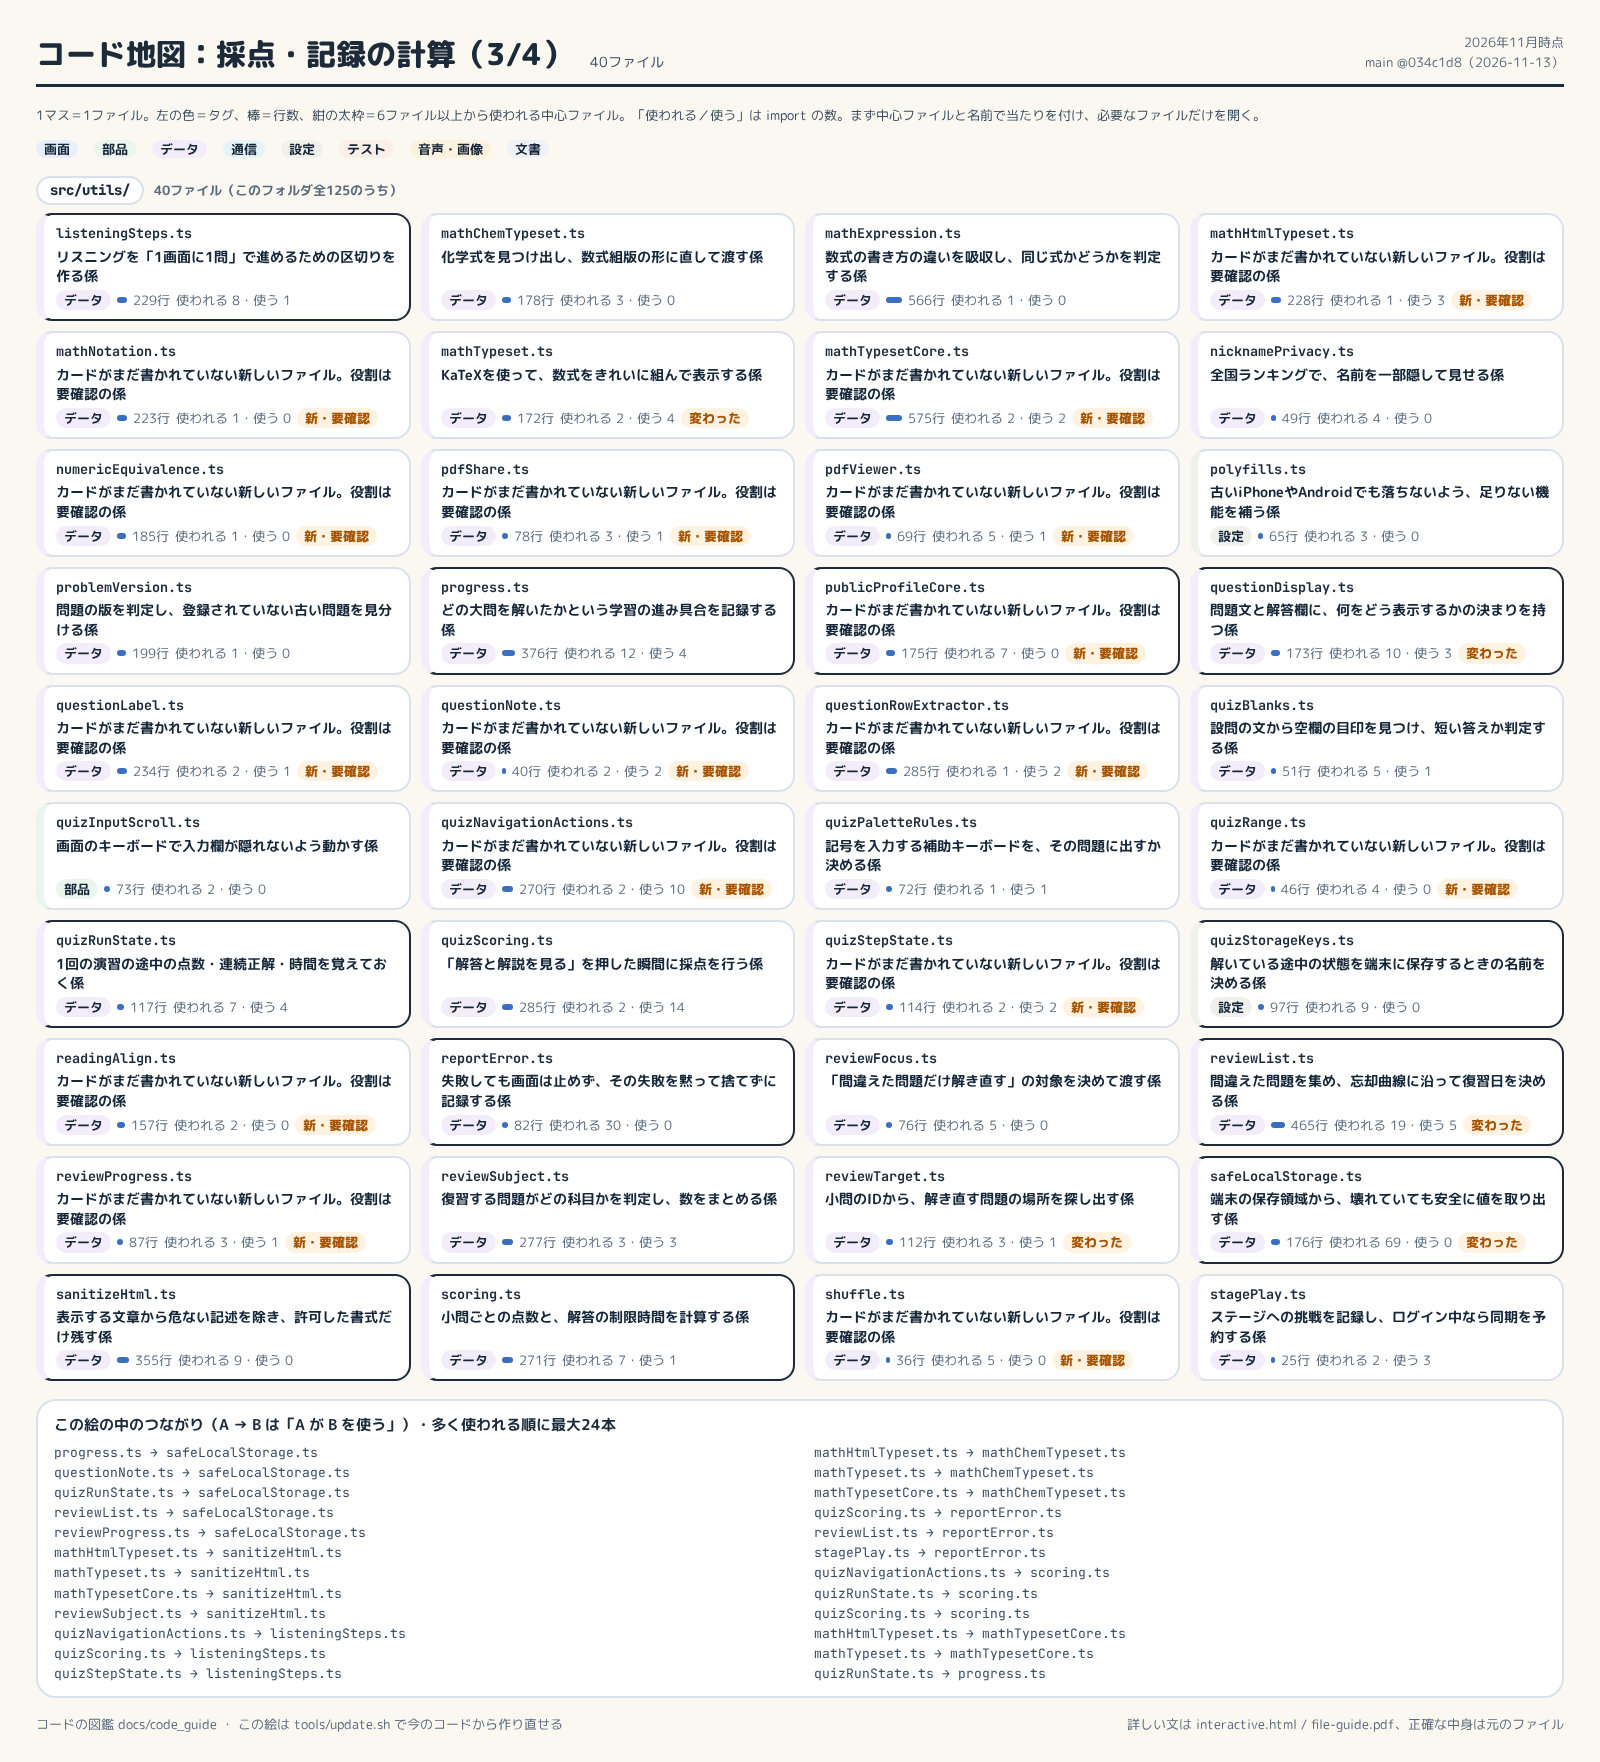 コード地図：採点・記録の計算（3/4）
40ファイル
2026年11月時点
main @034c1d8（2026-11-13）
1マス＝1ファイル。左の色＝タグ、棒＝行数、紺の太枠＝6ファイル以上から使われる中心ファイル。「使われる／使う」は import の数。まず中心ファイルと名前で当たりを付け、必要なファイルだけを開く。
画面 部品 データ 通信 設定 テスト 音声・画像 文書
src/utils/ 40ファイル（このフォルダ全125のうち）
listeningSteps.ts
リスニングを「1画面に1問」で進めるための区切りを
作る係
データ 229行 使われる 8 · 使う 1
mathChemTypeset.ts
化学式を見つけ出し、数式組版の形に直して渡す係
データ 178行 使われる 3 · 使う 0
mathExpression.ts
数式の書き方の違いを吸収し、同じ式かどうかを判定
する係
データ 566行 使われる 1 · 使う 0
mathHtmlTypeset.ts
カードがまだ書かれていない新しいファイル。役割は
要確認の係
データ 228行 使われる 1 · 使う 3 新・要確認
mathNotation.ts
カードがまだ書かれていない新しいファイル。役割は
要確認の係
データ 223行 使われる 1 · 使う 0 新・要確認
mathTypeset.ts
KaTeXを使って、数式をきれいに組んで表示する係
データ 172行 使われる 2 · 使う 4 変わった
mathTypesetCore.ts
カードがまだ書かれていない新しいファイル。役割は
要確認の係
データ 575行 使われる 2 · 使う 2 新・要確認
nicknamePrivacy.ts
全国ランキングで、名前を一部隠して見せる係
データ 49行 使われる 4 · 使う 0
numericEquivalence.ts
カードがまだ書かれていない新しいファイル。役割は
要確認の係
データ 185行 使われる 1 · 使う 0 新・要確認
pdfShare.ts
カードがまだ書かれていない新しいファイル。役割は
要確認の係
データ 78行 使われる 3 · 使う 1 新・要確認
pdfViewer.ts
カードがまだ書かれていない新しいファイル。役割は
要確認の係
データ 69行 使われる 5 · 使う 1 新・要確認
polyfills.ts
古いiPhoneやAndroidでも落ちないよう、足りない機
能を補う係
設定 65行 使われる 3 · 使う 0
problemVersion.ts
問題の版を判定し、登録されていない古い問題を見分
ける係
データ 199行 使われる 1 · 使う 0
progress.ts
どの大問を解いたかという学習の進み具合を記録する
係
データ 376行 使われる 12 · 使う 4
publicProfileCore.ts
カードがまだ書かれていない新しいファイル。役割は
要確認の係
データ 175行 使われる 7 · 使う 0 新・要確認
questionDisplay.ts
問題文と解答欄に、何をどう表示するかの決まりを持
つ係
データ 173行 使われる 10 · 使う 3 変わった
questionLabel.ts
カードがまだ書かれていない新しいファイル。役割は
要確認の係
データ 234行 使われる 2 · 使う 1 新・要確認
questionNote.ts
カードがまだ書かれていない新しいファイル。役割は
要確認の係
データ 40行 使われる 2 · 使う 2 新・要確認
questionRowExtractor.ts
カードがまだ書かれていない新しいファイル。役割は
要確認の係
データ 285行 使われる 1 · 使う 2 新・要確認
quizBlanks.ts
設問の文から空欄の目印を見つけ、短い答えか判定す
る係
データ 51行 使われる 5 · 使う 1
quizInputScroll.ts
画面のキーボードで入力欄が隠れないよう動かす係
部品 73行 使われる 2 · 使う 0
quizNavigationActions.ts
カードがまだ書かれていない新しいファイル。役割は
要確認の係
データ 270行 使われる 2 · 使う 10 新・要確認
quizPaletteRules.ts
記号を入力する補助キーボードを、その問題に出すか
決める係
データ 72行 使われる 1 · 使う 1
quizRange.ts
カードがまだ書かれていない新しいファイル。役割は
要確認の係
データ 46行 使われる 4 · 使う 0 新・要確認
quizRunState.ts
1回の演習の途中の点数・連続正解・時間を覚えてお
く係
データ 117行 使われる 7 · 使う 4
quizScoring.ts
「解答と解説を見る」を押した瞬間に採点を行う係
データ 285行 使われる 2 · 使う 14
quizStepState.ts
カードがまだ書かれていない新しいファイル。役割は
要確認の係
データ 114行 使われる 2 · 使う 2 新・要確認
quizStorageKeys.ts
解いている途中の状態を端末に保存するときの名前を
決める係
設定 97行 使われる 9 · 使う 0
readingAlign.ts
カードがまだ書かれていない新しいファイル。役割は
要確認の係
データ 157行 使われる 2 · 使う 0 新・要確認
reportError.ts
失敗しても画面は止めず、その失敗を黙って捨てずに
記録する係
データ 82行 使われる 30 · 使う 0
reviewFocus.ts
「間違えた問題だけ解き直す」の対象を決めて渡す係
データ 76行 使われる 5 · 使う 0
reviewList.ts
間違えた問題を集め、忘却曲線に沿って復習日を決め
る係
データ 465行 使われる 19 · 使う 5 変わった
reviewProgress.ts
カードがまだ書かれていない新しいファイル。役割は
要確認の係
データ 87行 使われる 3 · 使う 1 新・要確認
reviewSubject.ts
復習する問題がどの科目かを判定し、数をまとめる係
データ 277行 使われる 3 · 使う 3
reviewTarget.ts
小問のIDから、解き直す問題の場所を探し出す係
データ 112行 使われる 3 · 使う 1 変わった
safeLocalStorage.ts
端末の保存領域から、壊れていても安全に値を取り出
す係
データ 176行 使われる 69 · 使う 0 変わった
sanitizeHtml.ts
表示する文章から危ない記述を除き、許可した書式だ
け残す係
データ 355行 使われる 9 · 使う 0
scoring.ts
小問ごとの点数と、解答の制限時間を計算する係
データ 271行 使われる 7 · 使う 1
shuffle.ts
カードがまだ書かれていない新しいファイル。役割は
要確認の係
データ 36行 使われる 5 · 使う 0 新・要確認
stagePlay.ts
ステージへの挑戦を記録し、ログイン中なら同期を予
約する係
データ 25行 使われる 2 · 使う 3
この絵の中のつながり（A → B は「A が B を使う」）・多く使われる順に最大24本
progress.ts → safeLocalStorage.ts
questionNote.ts → safeLocalStorage.ts
quizRunState.ts → safeLocalStorage.ts
reviewList.ts → safeLocalStorage.ts
reviewProgress.ts → safeLocalStorage.ts
mathHtmlTypeset.ts → sanitizeHtml.ts
mathTypeset.ts → sanitizeHtml.ts
mathTypesetCore.ts → sanitizeHtml.ts
reviewSubject.ts → sanitizeHtml.ts
quizNavigationActions.ts → listeningSteps.ts
quizScoring.ts → listeningSteps.ts
quizStepState.ts → listeningSteps.ts
mathHtmlTypeset.ts → mathChemTypeset.ts
mathTypeset.ts → mathChemTypeset.ts
mathTypesetCore.ts → mathChemTypeset.ts
quizScoring.ts → reportError.ts
reviewList.ts → reportError.ts
stagePlay.ts → reportError.ts
quizNavigationActions.ts → scoring.ts
quizRunState.ts → scoring.ts
quizScoring.ts → scoring.ts
mathHtmlTypeset.ts → mathTypesetCore.ts
mathTypeset.ts → mathTypesetCore.ts
quizRunState.ts → progress.ts
コードの図鑑 docs/code_guide ・ この絵は tools/update.sh で今のコードから作り直せる
詳しい文は interactive.html / file-guide.pdf、正確な中身は元のファイル